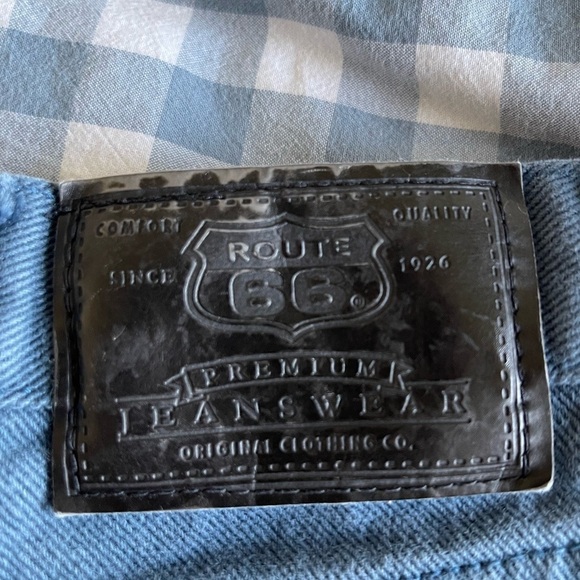 COMFORT QUALITY
ROUTE
SINCE 66® 1926
PREMIUM
JEANSWEAR
ORIGINAL CLOTHING CO.